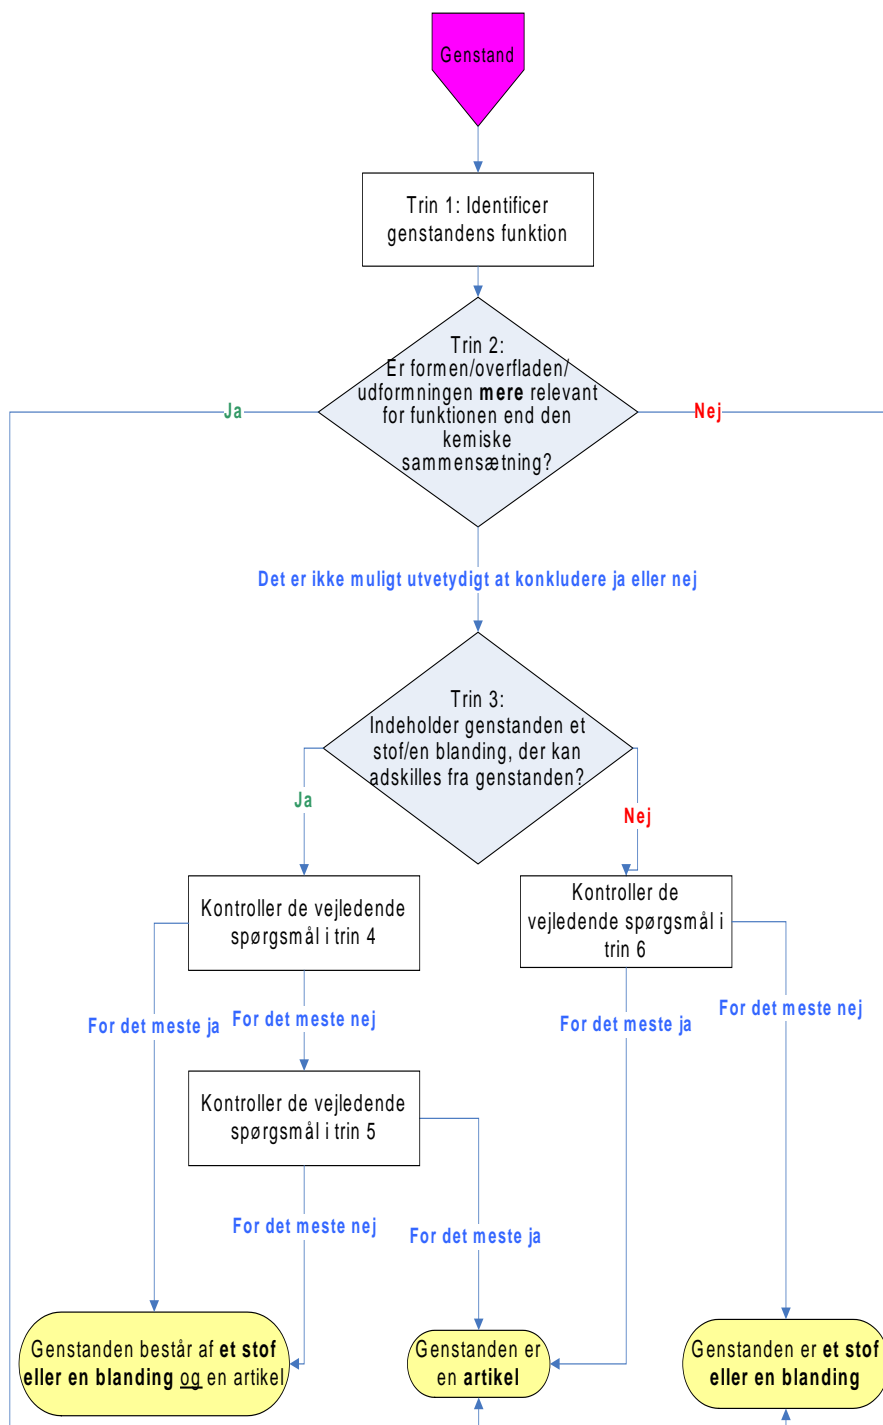 Genstand
Trin 1: Identificer
genstandens funktion
Trin 2:
Er formen/overfladen/
udformningen mere relevant
for funktionen end den
kemiske
sammensætning?
Ja
Nej
Det er ikke muligt utvetydigt at konkludere ja eller nej
Trin 3:
Indeholder genstanden et
stof/en blanding, der kan
adskilles fra genstanden?
Ja
Nej
Kontroller de vejledende
spørgsmål i trin 4
Kontroller de
vejledende spørgsmål i
trin 6
For det meste ja
For det meste nej
For det meste ja
For det meste nej
Kontroller de vejledende
spørgsmål i trin 5
For det meste nej
For det meste ja
Genstanden består af et stof
eller en blanding og en artikel
Genstanden er
en artikel
Genstanden er et stof
eller en blanding